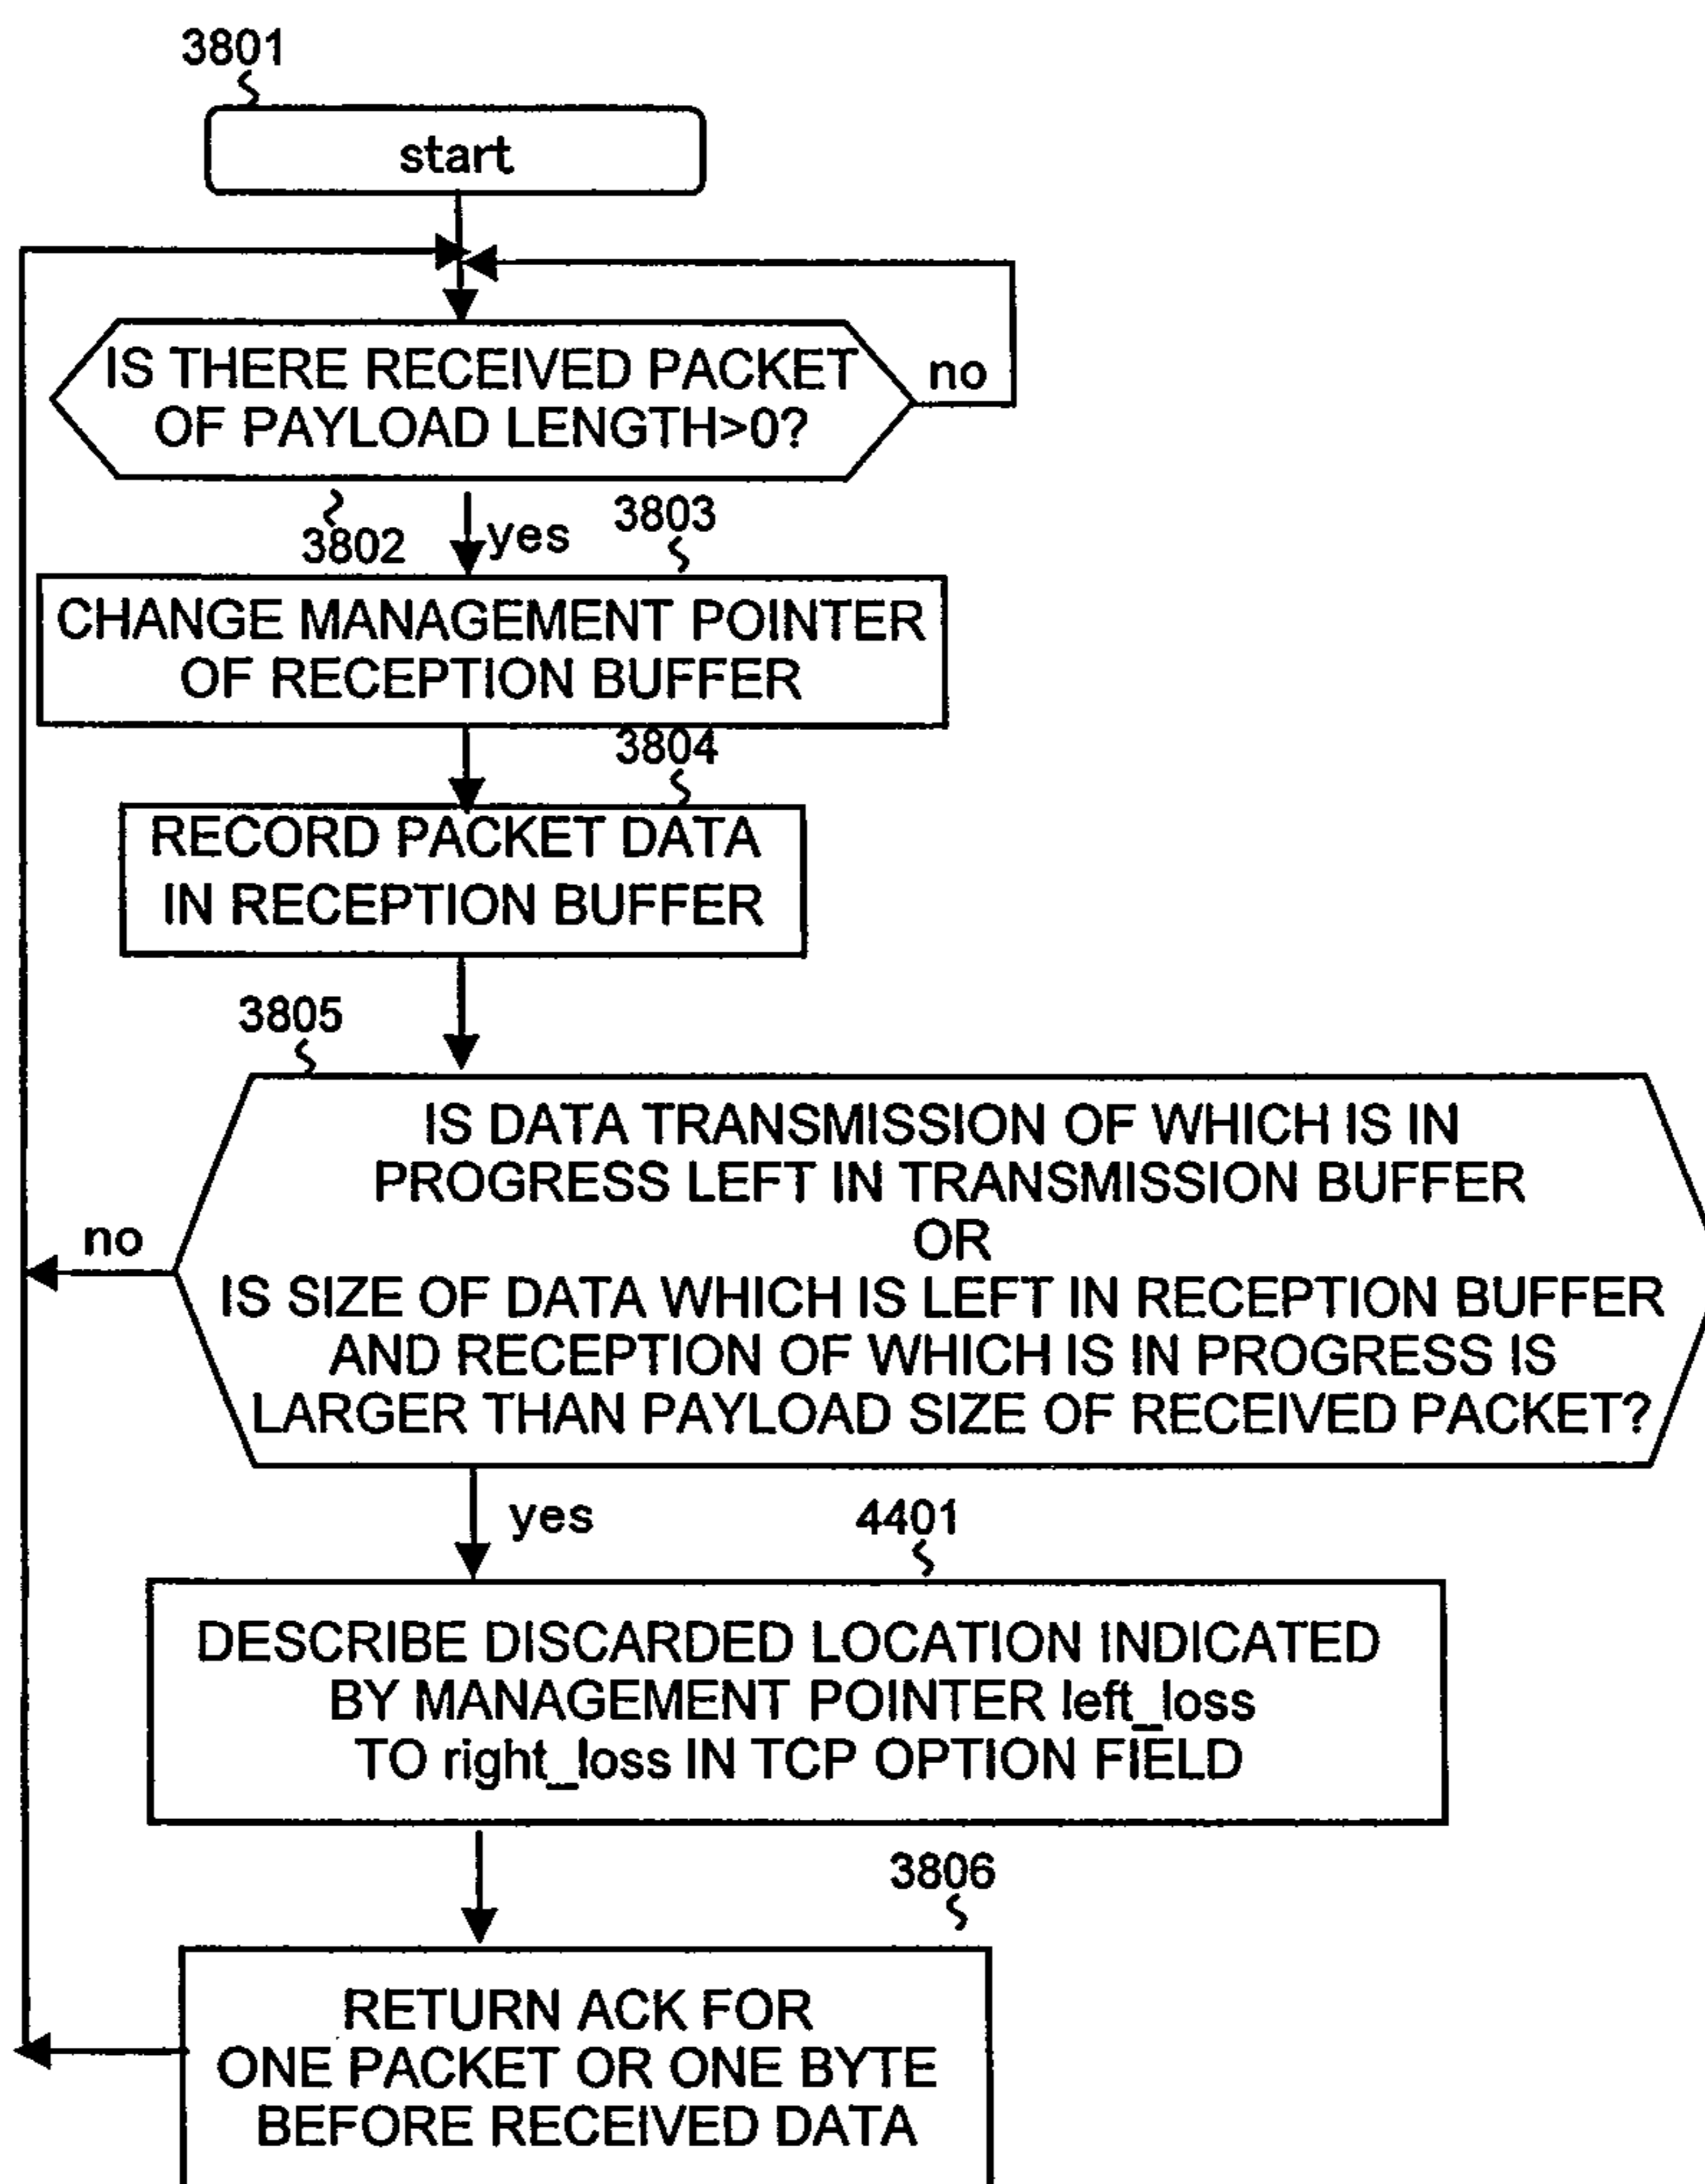 3801
start
IS THERE RECEIVED PACKET
OF PAYLOAD LENGTH>0?
no
3802
yes
3803
CHANGE MANAGEMENT POINTER
OF RECEPTION BUFFER
3804
RECORD PACKET DATA
IN RECEPTION BUFFER
3805
IS DATA TRANSMISSION OF WHICH IS IN
PROGRESS LEFT IN TRANSMISSION BUFFER
OR
IS SIZE OF DATA WHICH IS LEFT IN RECEPTION BUFFER
AND RECEPTION OF WHICH IS IN PROGRESS IS
LARGER THAN PAYLOAD SIZE OF RECEIVED PACKET?
no
yes
4401
DESCRIBE DISCARDED LOCATION INDICATED
BY MANAGEMENT POINTER left_loss
TO right_loss IN TCP OPTION FIELD
3806
RETURN ACK FOR
ONE PACKET OR ONE BYTE
BEFORE RECEIVED DATA